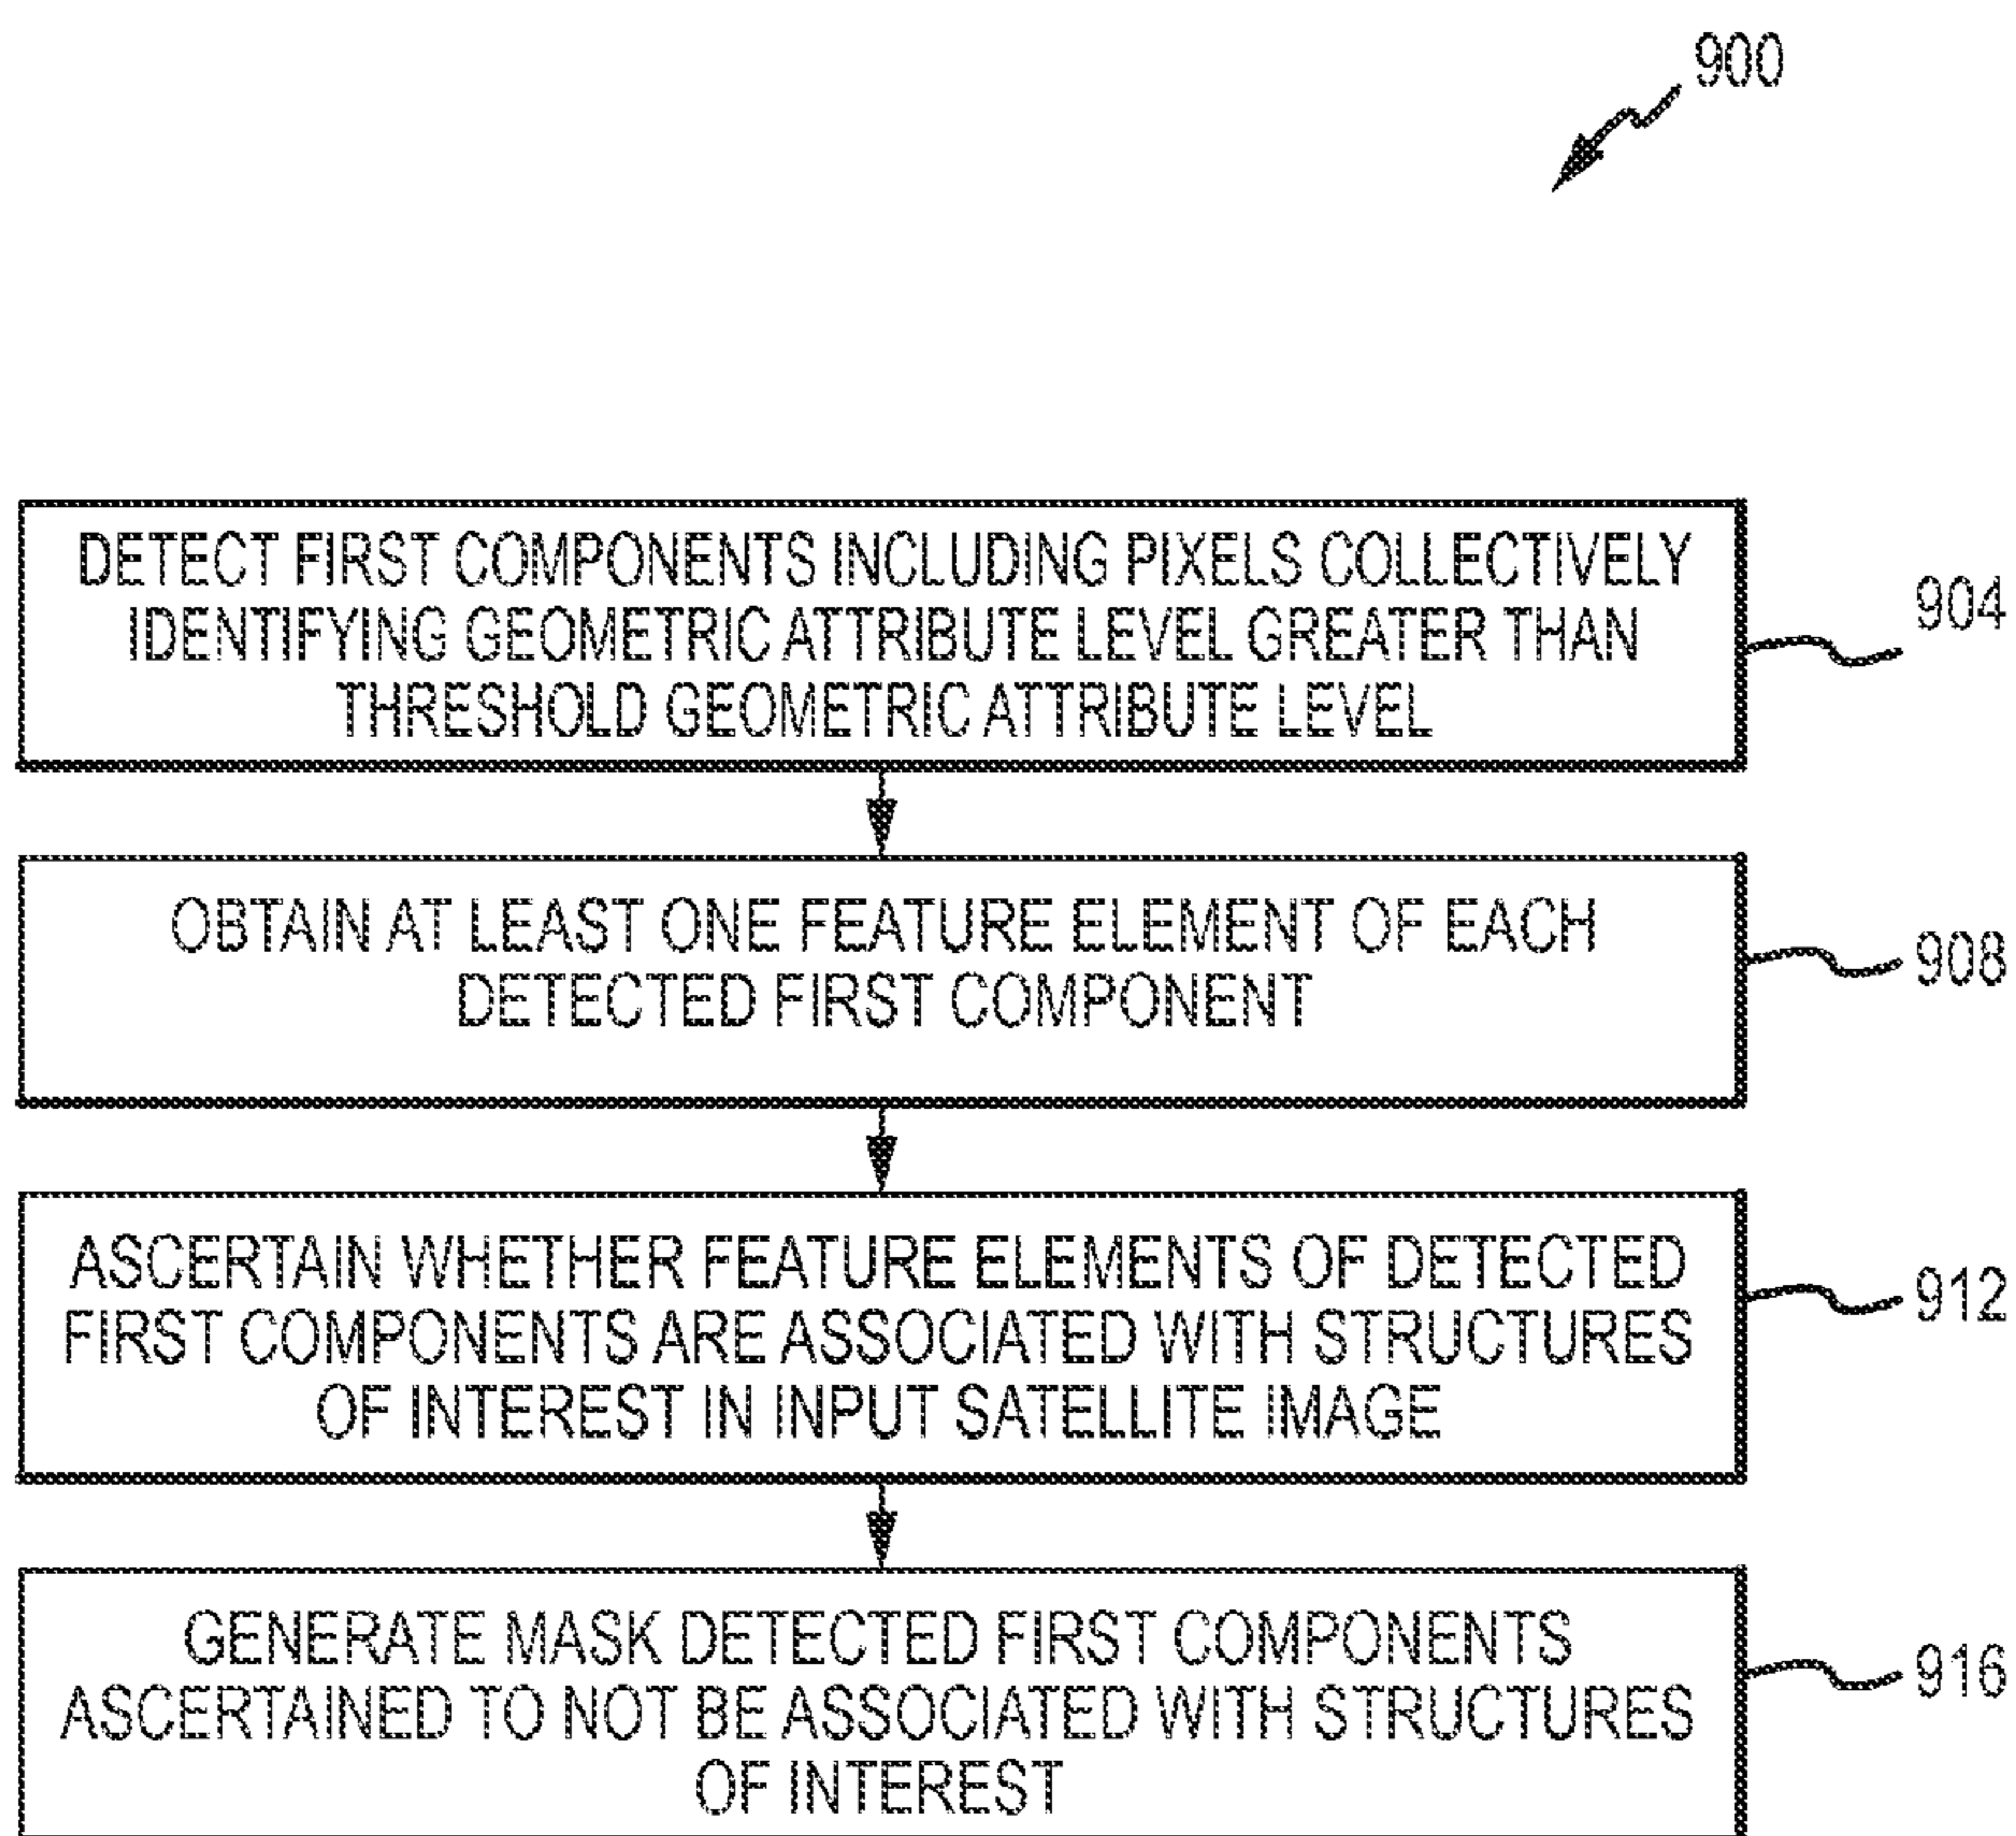 900
DETECT FIRST COMPONENTS INCLUDING PIXELS COLLECTIVELY
IDENTIFYING GEOMETRIC ATTRIBUTE LEVEL GREATER THAN
THRESHOLD GEOMETRIC ATTRIBUTE LEVEL
904
OBTAIN AT LEAST ONE FEATURE ELEMENT OF EACH
DETECTED FIRST COMPONENT
908
ASCERTAIN WHETHER FEATURE ELEMENTS OF DETECTED
FIRST COMPONENTS ARE ASSOCIATED WITH STRUCTURES
OF INTEREST IN INPUT SATELLITE IMAGE
912
GENERATE MASK DETECTED FIRST COMPONENTS
ASCERTAINED TO NOT BE ASSOCIATED WITH STRUCTURES
OF INTEREST
916